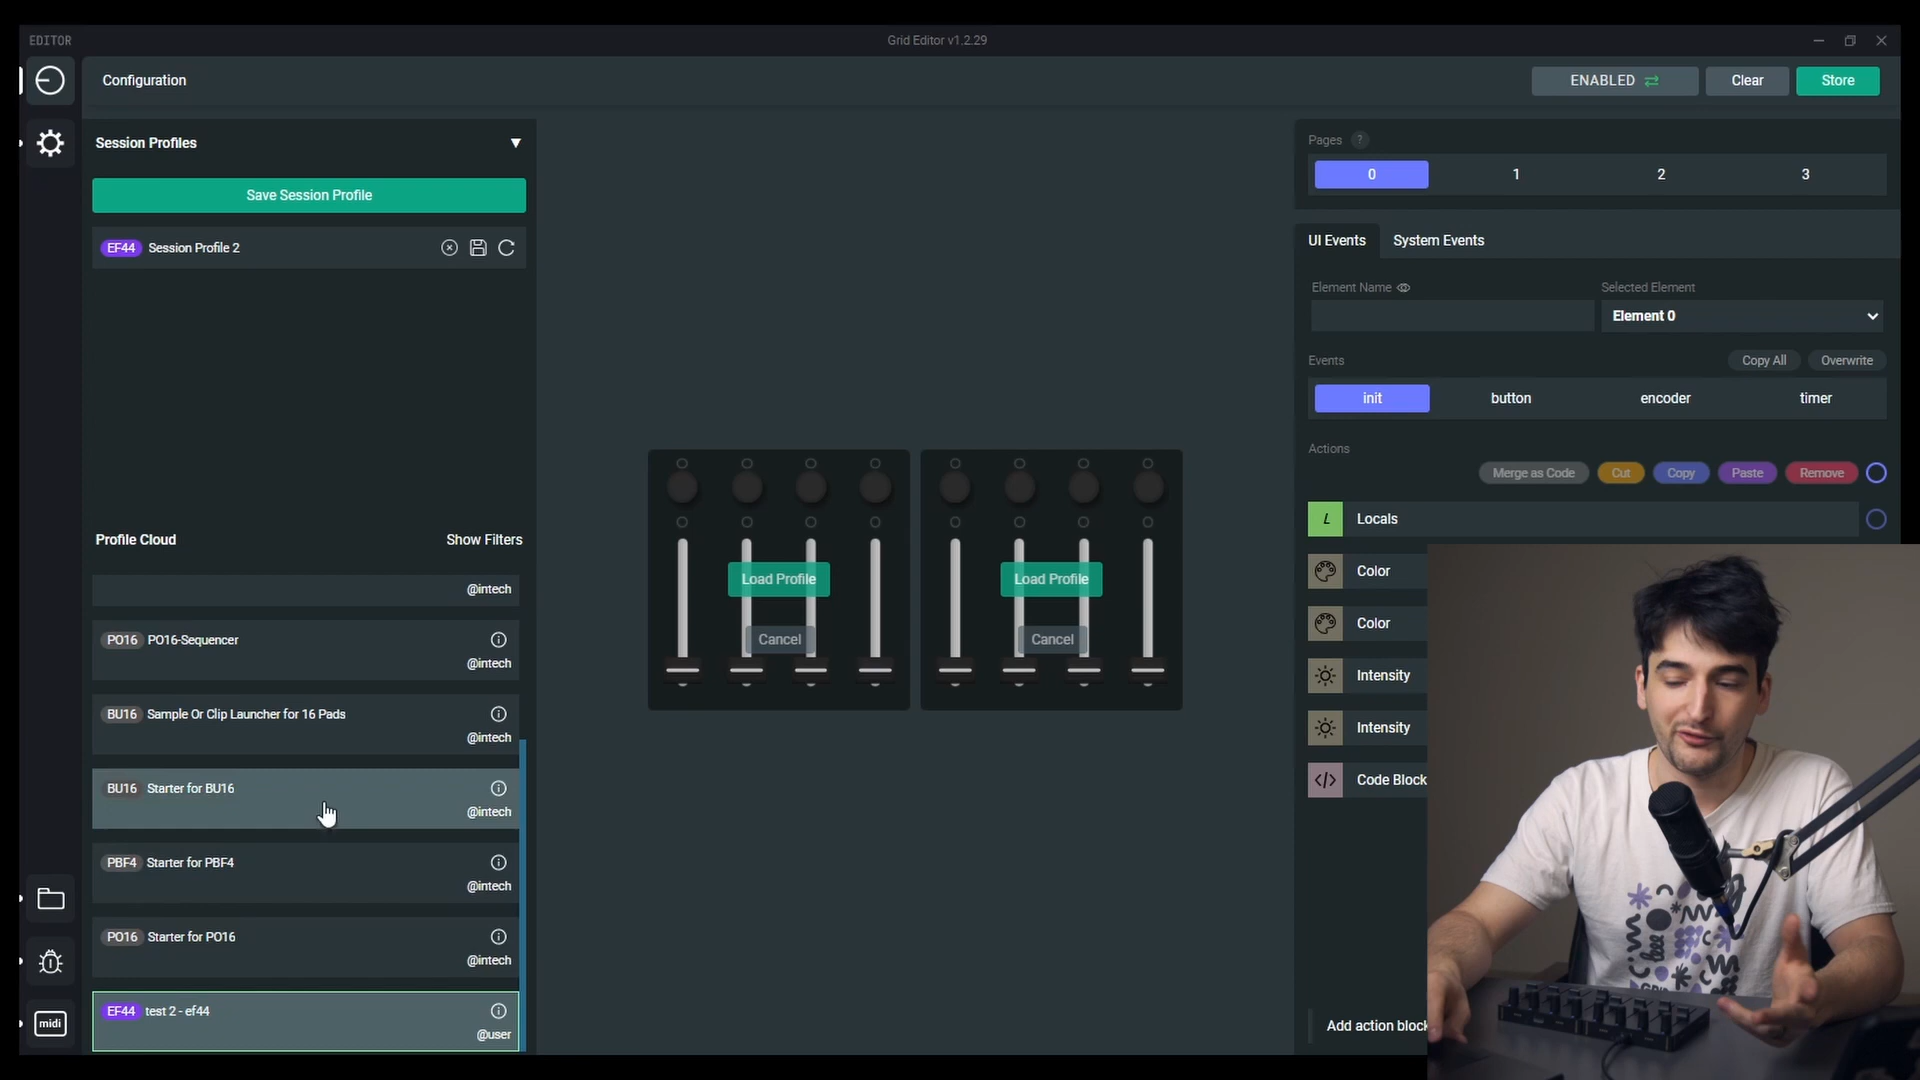 EDITOR
Grid Editor v1.2.29
Configuration
ENABLED
Clear
Store
Session Profiles
Save Session Profile
EF44 Session Profile 2
Profile Cloud
Show Filters
@intech
PO16 PO16-Sequencer
@intech
BU16 Sample Or Clip Launcher for 16 Pads
@intech
BU16 Starter for BU16
@intech
PBF4 Starter for PBF4
@intech
PO16 Starter for PO16
@intech
EF44 test 2 - ef44
@user
midi
Load Profile
Cancel
Load Profile
Cancel
Pages ?
0 1 2 3
UI Events
System Events
Element Name
Selected Element
Element 0
Events
Copy All
Overwrite
init
button
encoder
timer
Actions
Merge as Code
Cut
Copy
Paste
Remove
L Locals
Color
Color
Intensity
Intensity
</> Code Block
Add action block